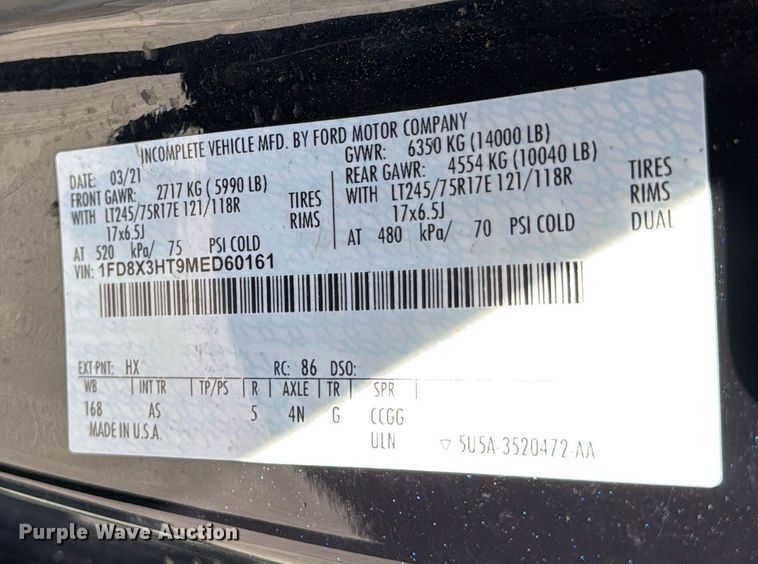 INCOMPLETE VEHICLE MFD. BY FORD MOTOR COMPANY
DATE: 03/21 GVWR: 6350 KG (14000 LB)
FRONT GAWR: 2717 KG (5990 LB) REAR GAWR: 4554 KG (10040 LB)
WITH LT245/75R17E 121/118R TIRES WITH LT245/75R17E 121/118R TIRES
17x6.5J RIMS 17x6.5J RIMS
AT 520 kPa/ 75 PSI COLD AT 480 kPa/ 70 PSI COLD DUAL
VIN: 1FD8X3HT9MED60161
EXT PNT: HX RC: 86 DSO:
WB INT TR TP/PS R AXLE TR SPR
168 AS 5 4N G CCGG
MADE IN U.S.A. ULN ▽ 5U5A-3520472-AA
Purple Wave Auction